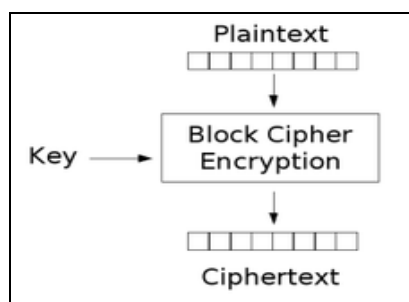 Plaintext
Block Cipher
Key
Encryption
Ciphertext